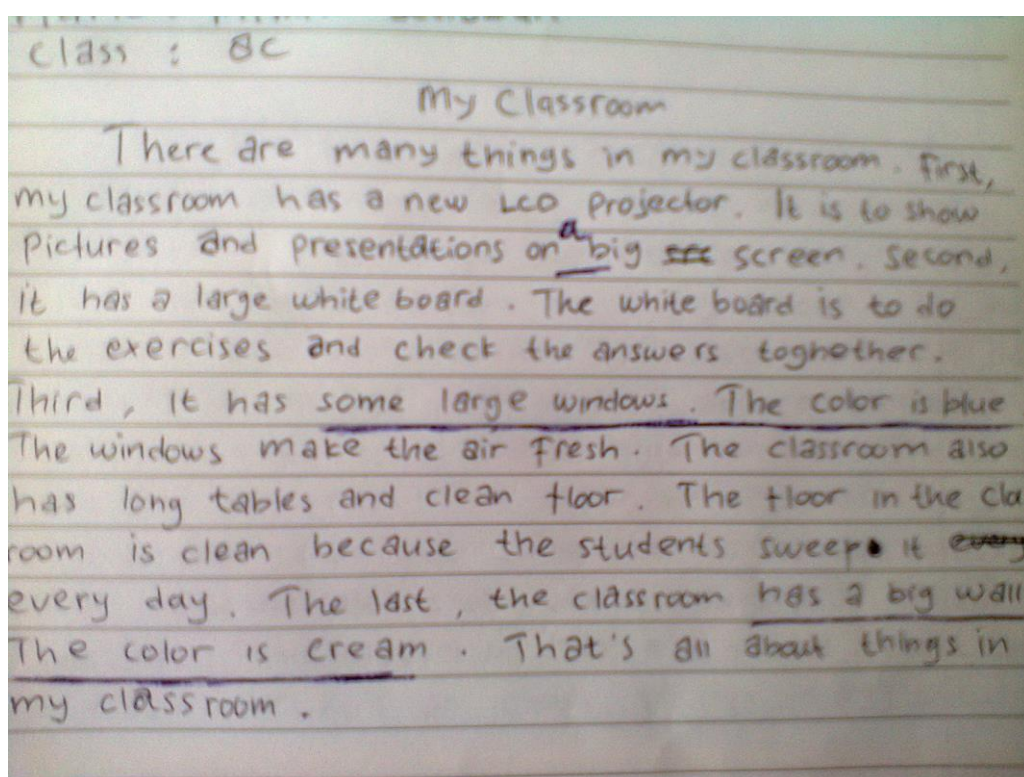 Class : 8C
My Classroom
There are many things in my classroom. First,
my classroom has a new LCD projector. It is to show
pictures and presentations on a big screen. Second,
it has a large white board. The white board is to do
the exercises and check the answers toghether.
Third, it has some large windows. The color is blue
The windows make the air fresh. The classroom also
has long tables and clean floor. The floor in the cla
room is clean because the students sweep it every
every day. The last, the classroom has a big wall
The color is cream. That's all about things in
my classroom.